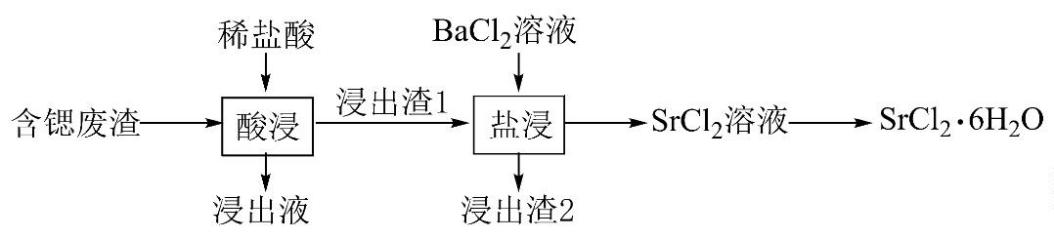 稀盐酸
BaCl₂溶液
含锶废渣
酸浸
浸出渣1
盐浸
SrCl₂溶液
SrCl₂·6H₂O
浸出液
浸出渣2